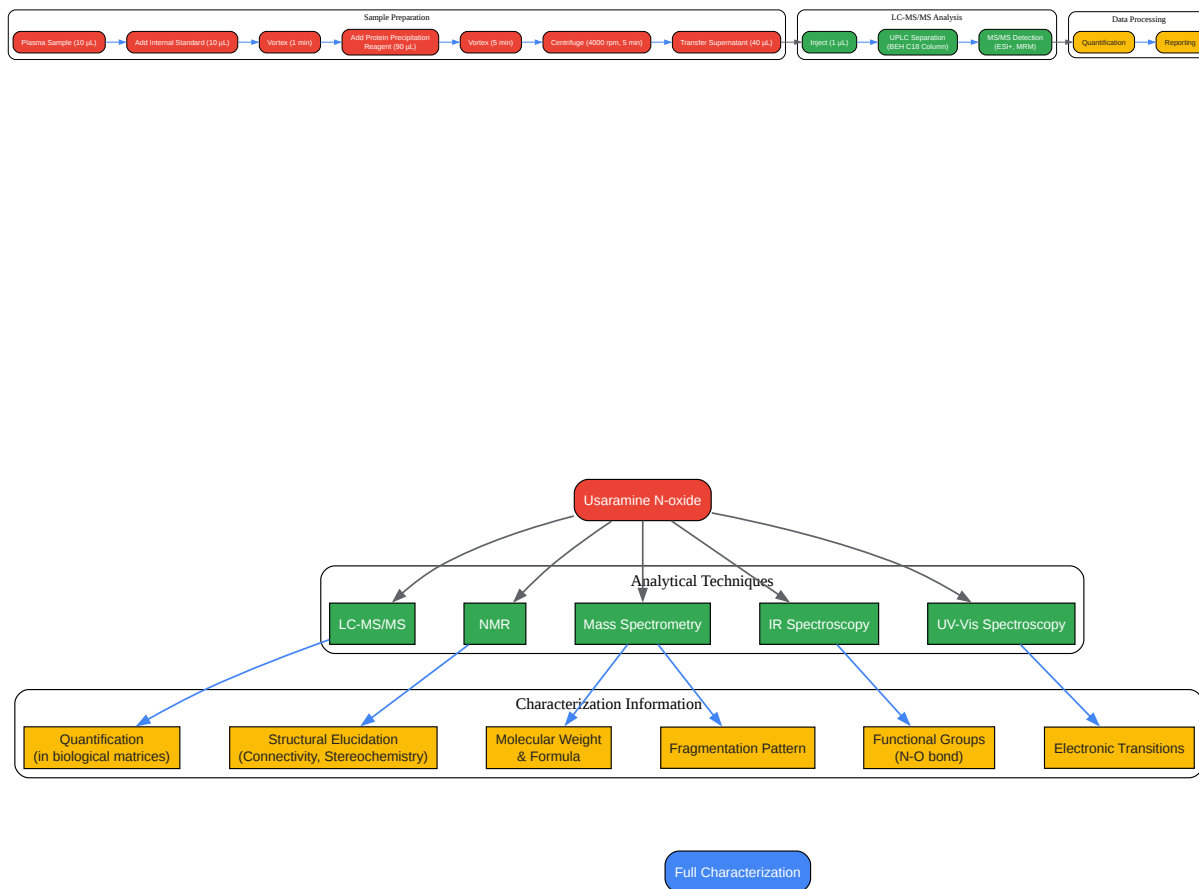 Sample Preparation
Plasma Sample (10 µL)
Add Internal Standard (10 µL)
Vortex (1 min)
Add Protein Precipitation
Reagent (90 µL)
Vortex (5 min)
Centrifuge (4000 rpm, 5 min)
Transfer Supernatant (40 µL)
LC-MS/MS Analysis
Inject (1 µL)
UPLC Separation
(BEH C18 Column)
MS/MS Detection
(ESI+, MRM)
Data Processing
Quantification
Reporting
Usaramine N-oxide
Analytical Techniques
LC-MS/MS
NMR
Mass Spectrometry
IR Spectroscopy
UV-Vis Spectroscopy
Characterization Information
Quantification
(in biological matrices)
Structural Elucidation
(Connectivity, Stereochemistry)
Molecular Weight
& Formula
Fragmentation Pattern
Functional Groups
(N-O bond)
Electronic Transitions
Full Characterization